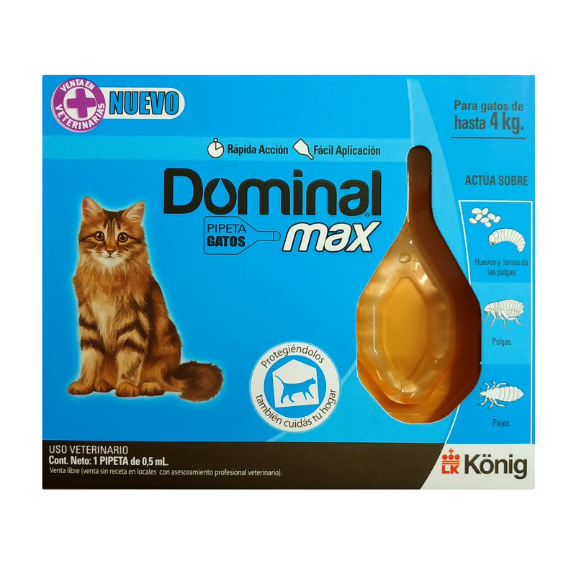 VENTA EN
VETERINARIAS
NUEVO
Para gatos de
hasta 4 kg.
Rápida Acción
Fácil Aplicación
Dominal
max
PIPETA
GATOS
ACTÚA SOBRE
Huevos y larvas de
las pulgas
Pulgas
Piojos
Protegiéndolos
también cuidás tu hogar
USO VETERINARIO
Cont. Neto: 1 PIPETA de 0,5 mL.
Venta libre (venta sin receta en locales con asesoramiento profesional veterinario).
LK
König